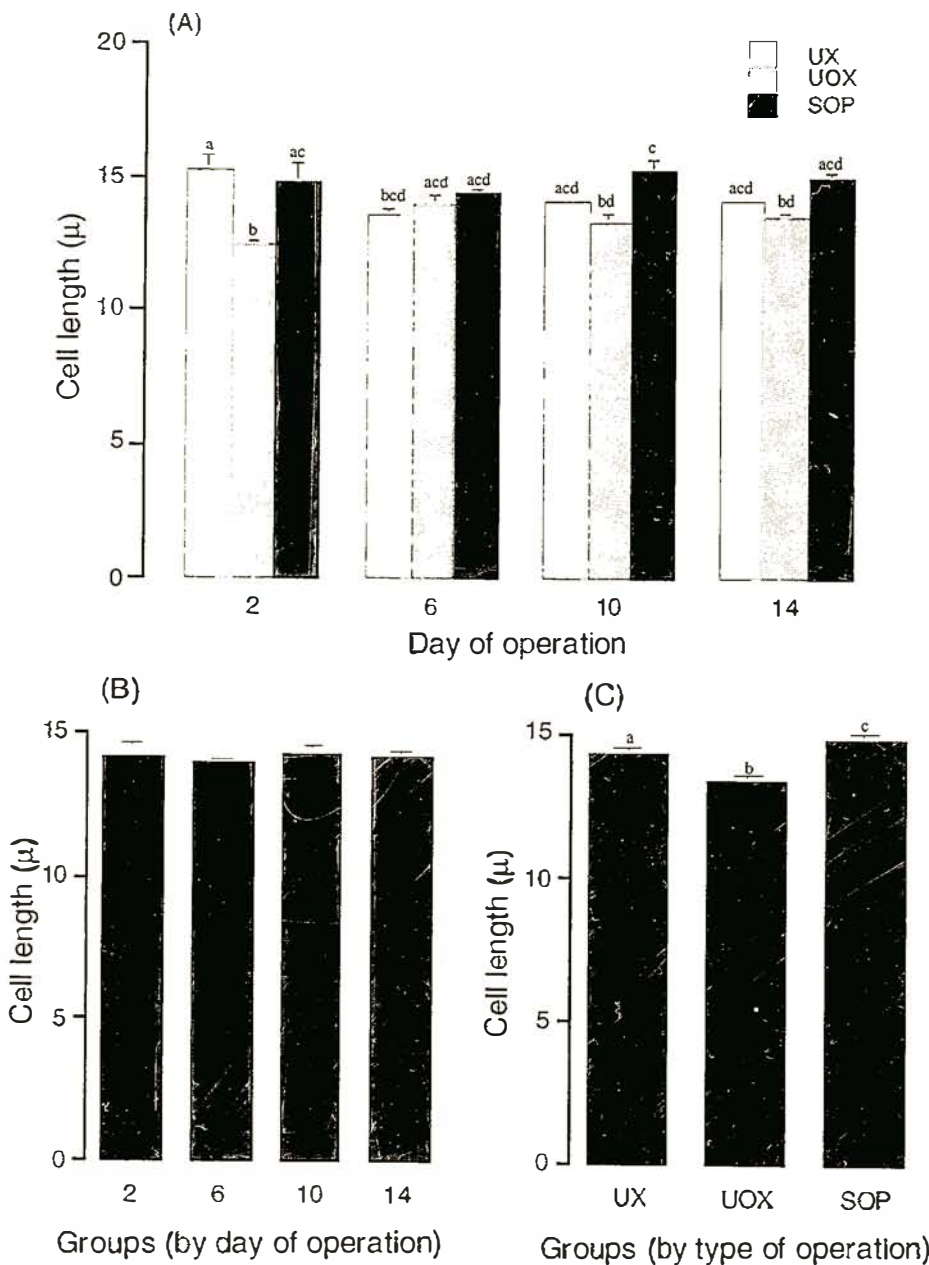 (A)
20
15
10
5
0
Cell length (μ)
UX
UOX
SOP
a
b
ac
bcd
acd
acd
acd
bd
c
acd
bd
acd
2
6
10
14
Day of operation
(B)
15
10
5
0
Cell length (μ)
2
6
10
14
Groups (by day of operation)
(C)
15
10
5
0
Cell length (μ)
a
b
c
UX
UOX
SOP
Groups (by type of operation)